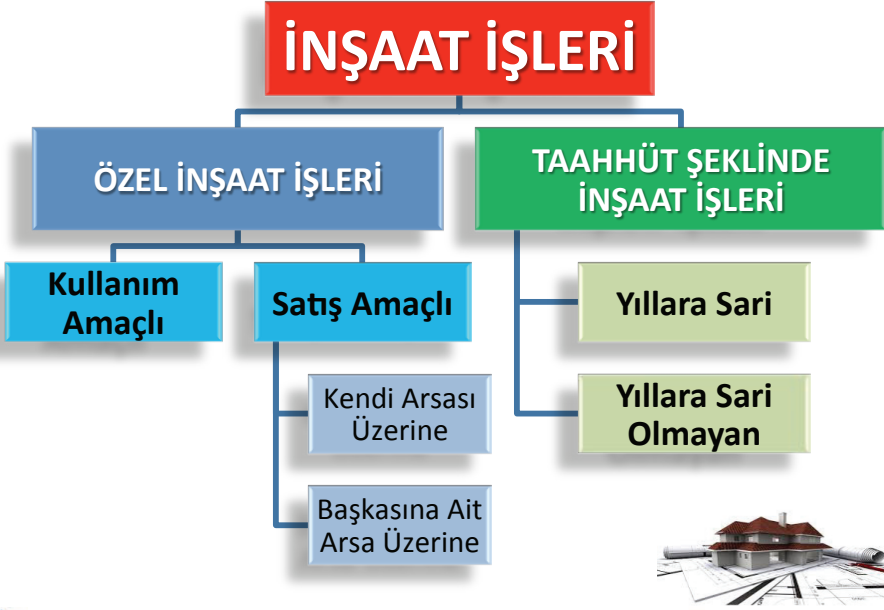 İNŞAAT İŞLERİ
ÖZEL İNŞAAT İŞLERİ
TAAHHÜT ŞEKLİNDE
İNŞAAT İŞLERİ
Kullanım
Amaçlı
Satış Amaçlı
Kendi Arsası
Üzerine
Başkasına Ait
Arsa Üzerine
Yıllara Sari
Yıllara Sari
Olmayan